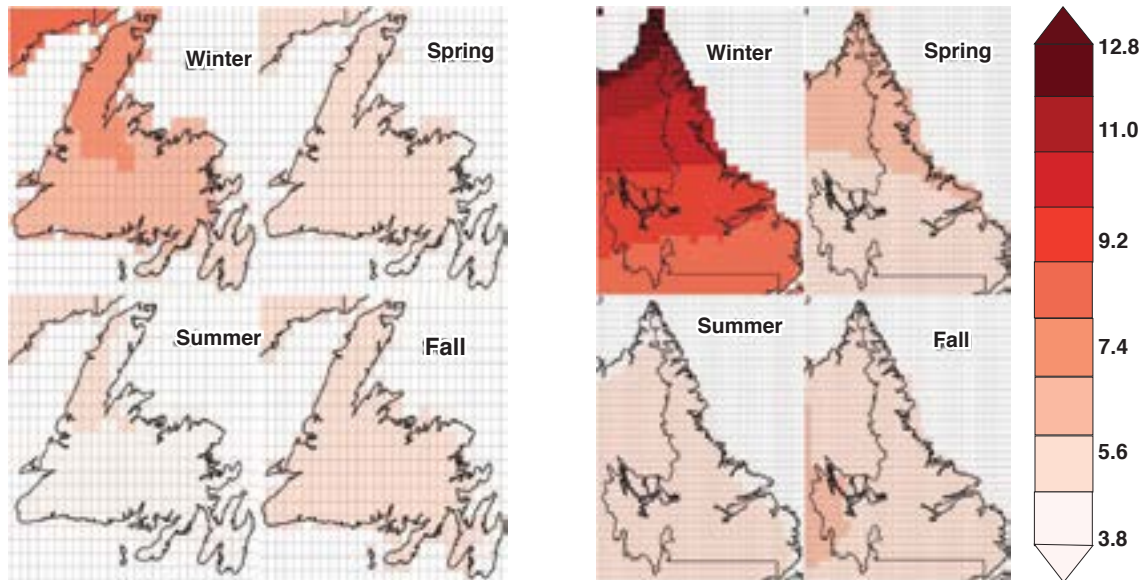 Winter
Spring
Summer
Fall
Winter
Spring
Summer
Fall
12.8
11.0
9.2
7.4
5.6
3.8